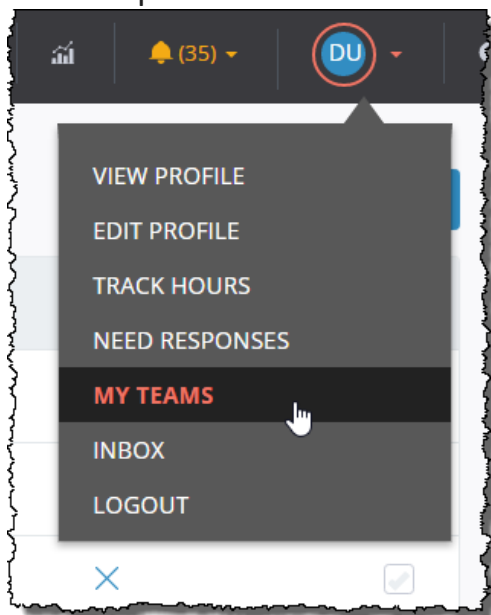 (35)
DU
VIEW PROFILE
EDIT PROFILE
TRACK HOURS
NEED RESPONSES
MY TEAMS
INBOX
LOGOUT